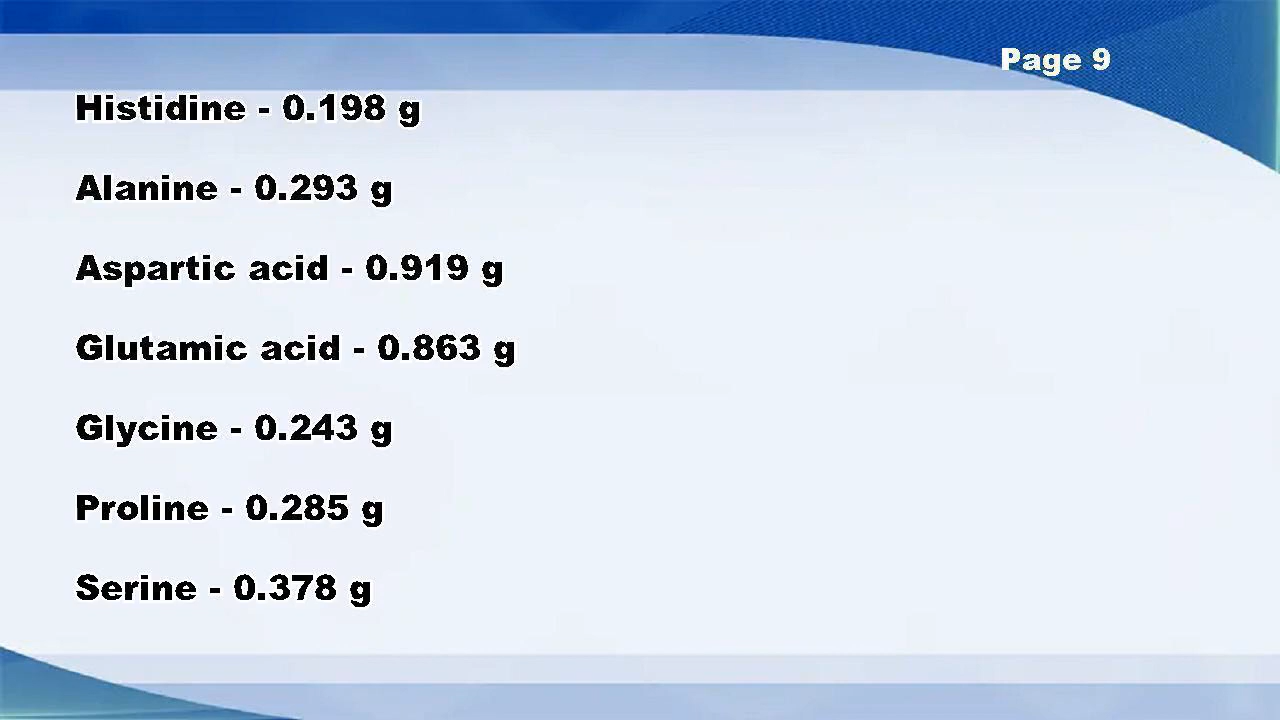 Page 9
Histidine - 0.198 g
Alanine - 0.293 g
Aspartic acid - 0.919 g
Glutamic acid - 0.863 g
Glycine - 0.243 g
Proline - 0.285 g
Serine - 0.378 g